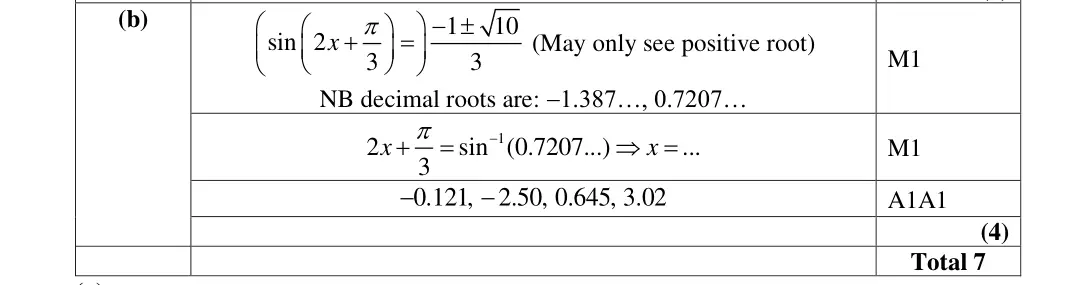 (b)
(sin(2x + π/3) =) (−1 ± √10)/3 (May only see positive root)
M1
NB decimal roots are: −1.387…, 0.7207…
2x + π/3 = sin⁻¹(0.7207...) ⇒ x = ...
M1
−0.121, − 2.50, 0.645, 3.02
A1A1
(4)
Total 7